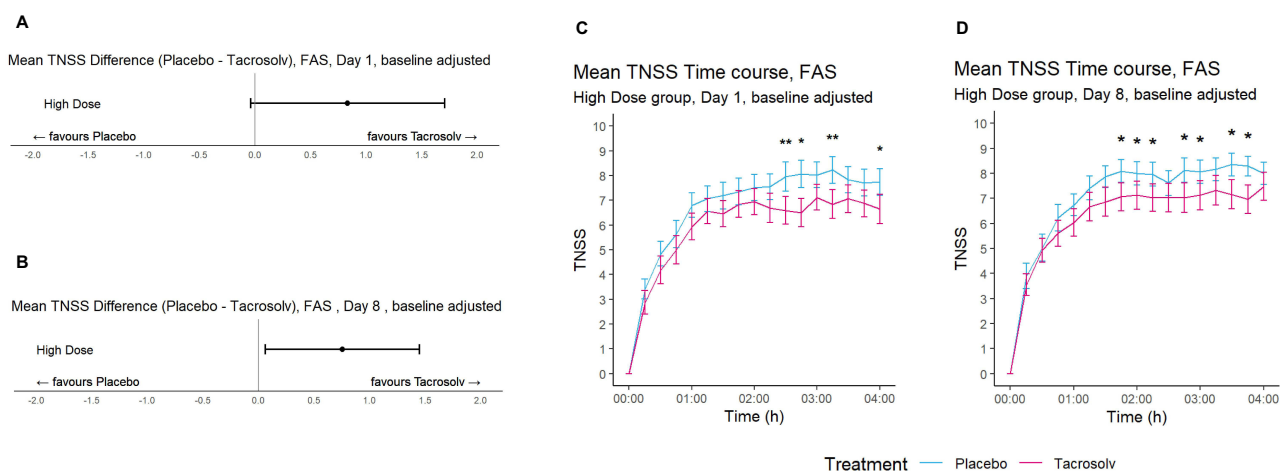 A
Mean TNSS Difference (Placebo - Tacrosolv), FAS, Day 1, baseline adjusted
High Dose
← favours Placebo favours Tacrosolv →
-2.0 -1.5 -1.0 -0.5 0.0 0.5 1.0 1.5 2.0
B
Mean TNSS Difference (Placebo - Tacrosolv), FAS , Day 8 , baseline adjusted
High Dose
← favours Placebo favours Tacrosolv →
-2.0 -1.5 -1.0 -0.5 0.0 0.5 1.0 1.5 2.0
C
Mean TNSS Time course, FAS
High Dose group, Day 1, baseline adjusted
10
9
8
7
6
5
4
3
2
1
0
TNSS
** * ** *
00:00 01:00 02:00 03:00 04:00
Time (h)
D
Mean TNSS Time course, FAS
High Dose group, Day 8, baseline adjusted
10
9
8
7
6
5
4
3
2
1
0
TNSS
* * * * * * *
00:00 01:00 02:00 03:00 04:00
Time (h)
Treatment Placebo Tacrosolv